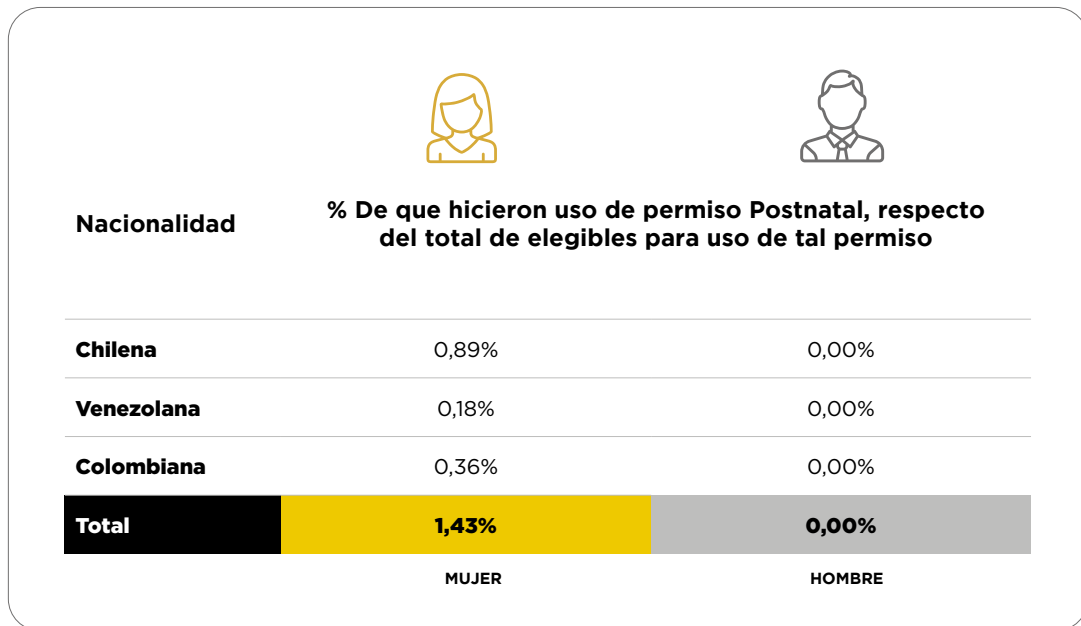 Nacionalidad
% De que hicieron uso de permiso Postnatal, respecto
del total de elegibles para uso de tal permiso
Chilena 0,89% 0,00%
Venezolana 0,18% 0,00%
Colombiana 0,36% 0,00%
Total 1,43% 0,00%
MUJER HOMBRE